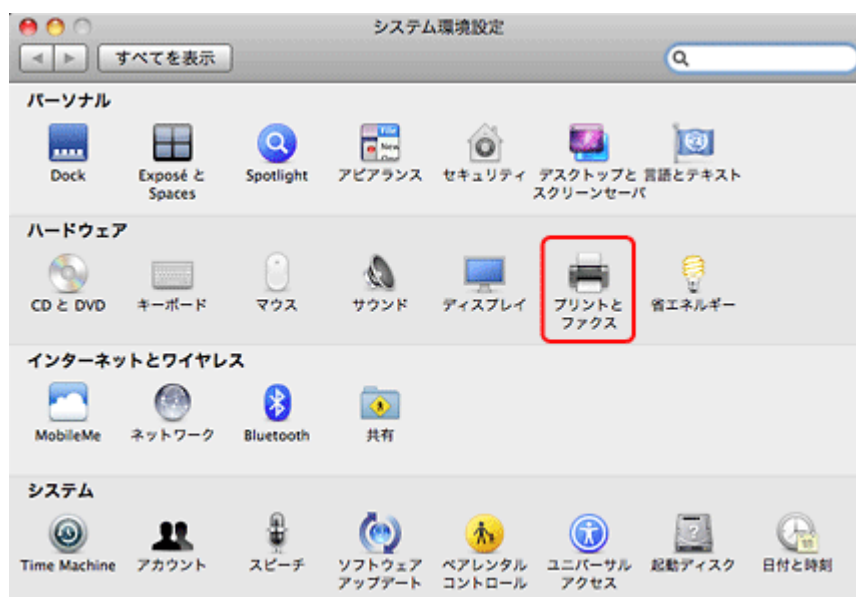 システム環境設定
すべてを表示
パーソナル
Dock
Exposé と
Spaces
Spotlight
アピアランス
セキュリティ
デスクトップと
スクリーンセーバ
言語とテキスト
ハードウェア
CD と DVD
キーボード
マウス
サウンド
ディスプレイ
プリントと
ファクス
省エネルギー
インターネットとワイヤレス
MobileMe
ネットワーク
Bluetooth
共有
システム
Time Machine
アカウント
スピーチ
ソフトウェア
アップデート
ペアレンタル
コントロール
ユニバーサル
アクセス
起動ディスク
日付と時刻